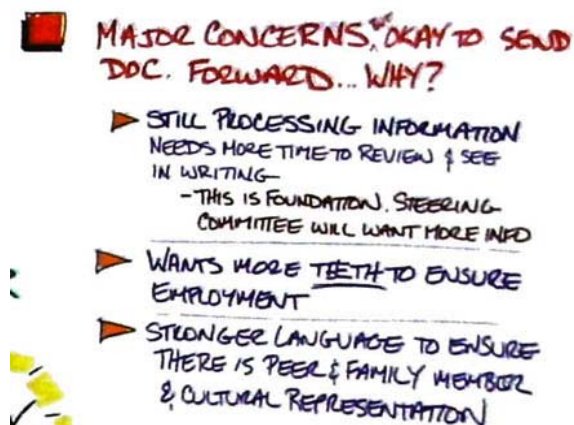 MAJOR CONCERNS, OKAY TO SEND
DOC. FORWARD... WHY?
STILL PROCESSING INFORMATION
NEEDS MORE TIME TO REVIEW & SEE
IN WRITING
- THIS IS FOUNDATION. STEERING
COMMITTEE WILL WANT MORE INFO
WANTS MORE TEETH TO ENSURE
EMPLOYMENT
STRONGER LANGUAGE TO ENSURE
THERE IS PEER & FAMILY MEMBER
& CULTURAL REPRESENTATION